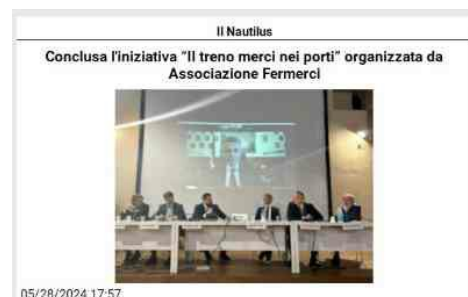 Il Nautilus
Conclusa l'iniziativa "Il treno merci nei porti" organizzata da
Associazione Fermerci
05/28/2024 17:57